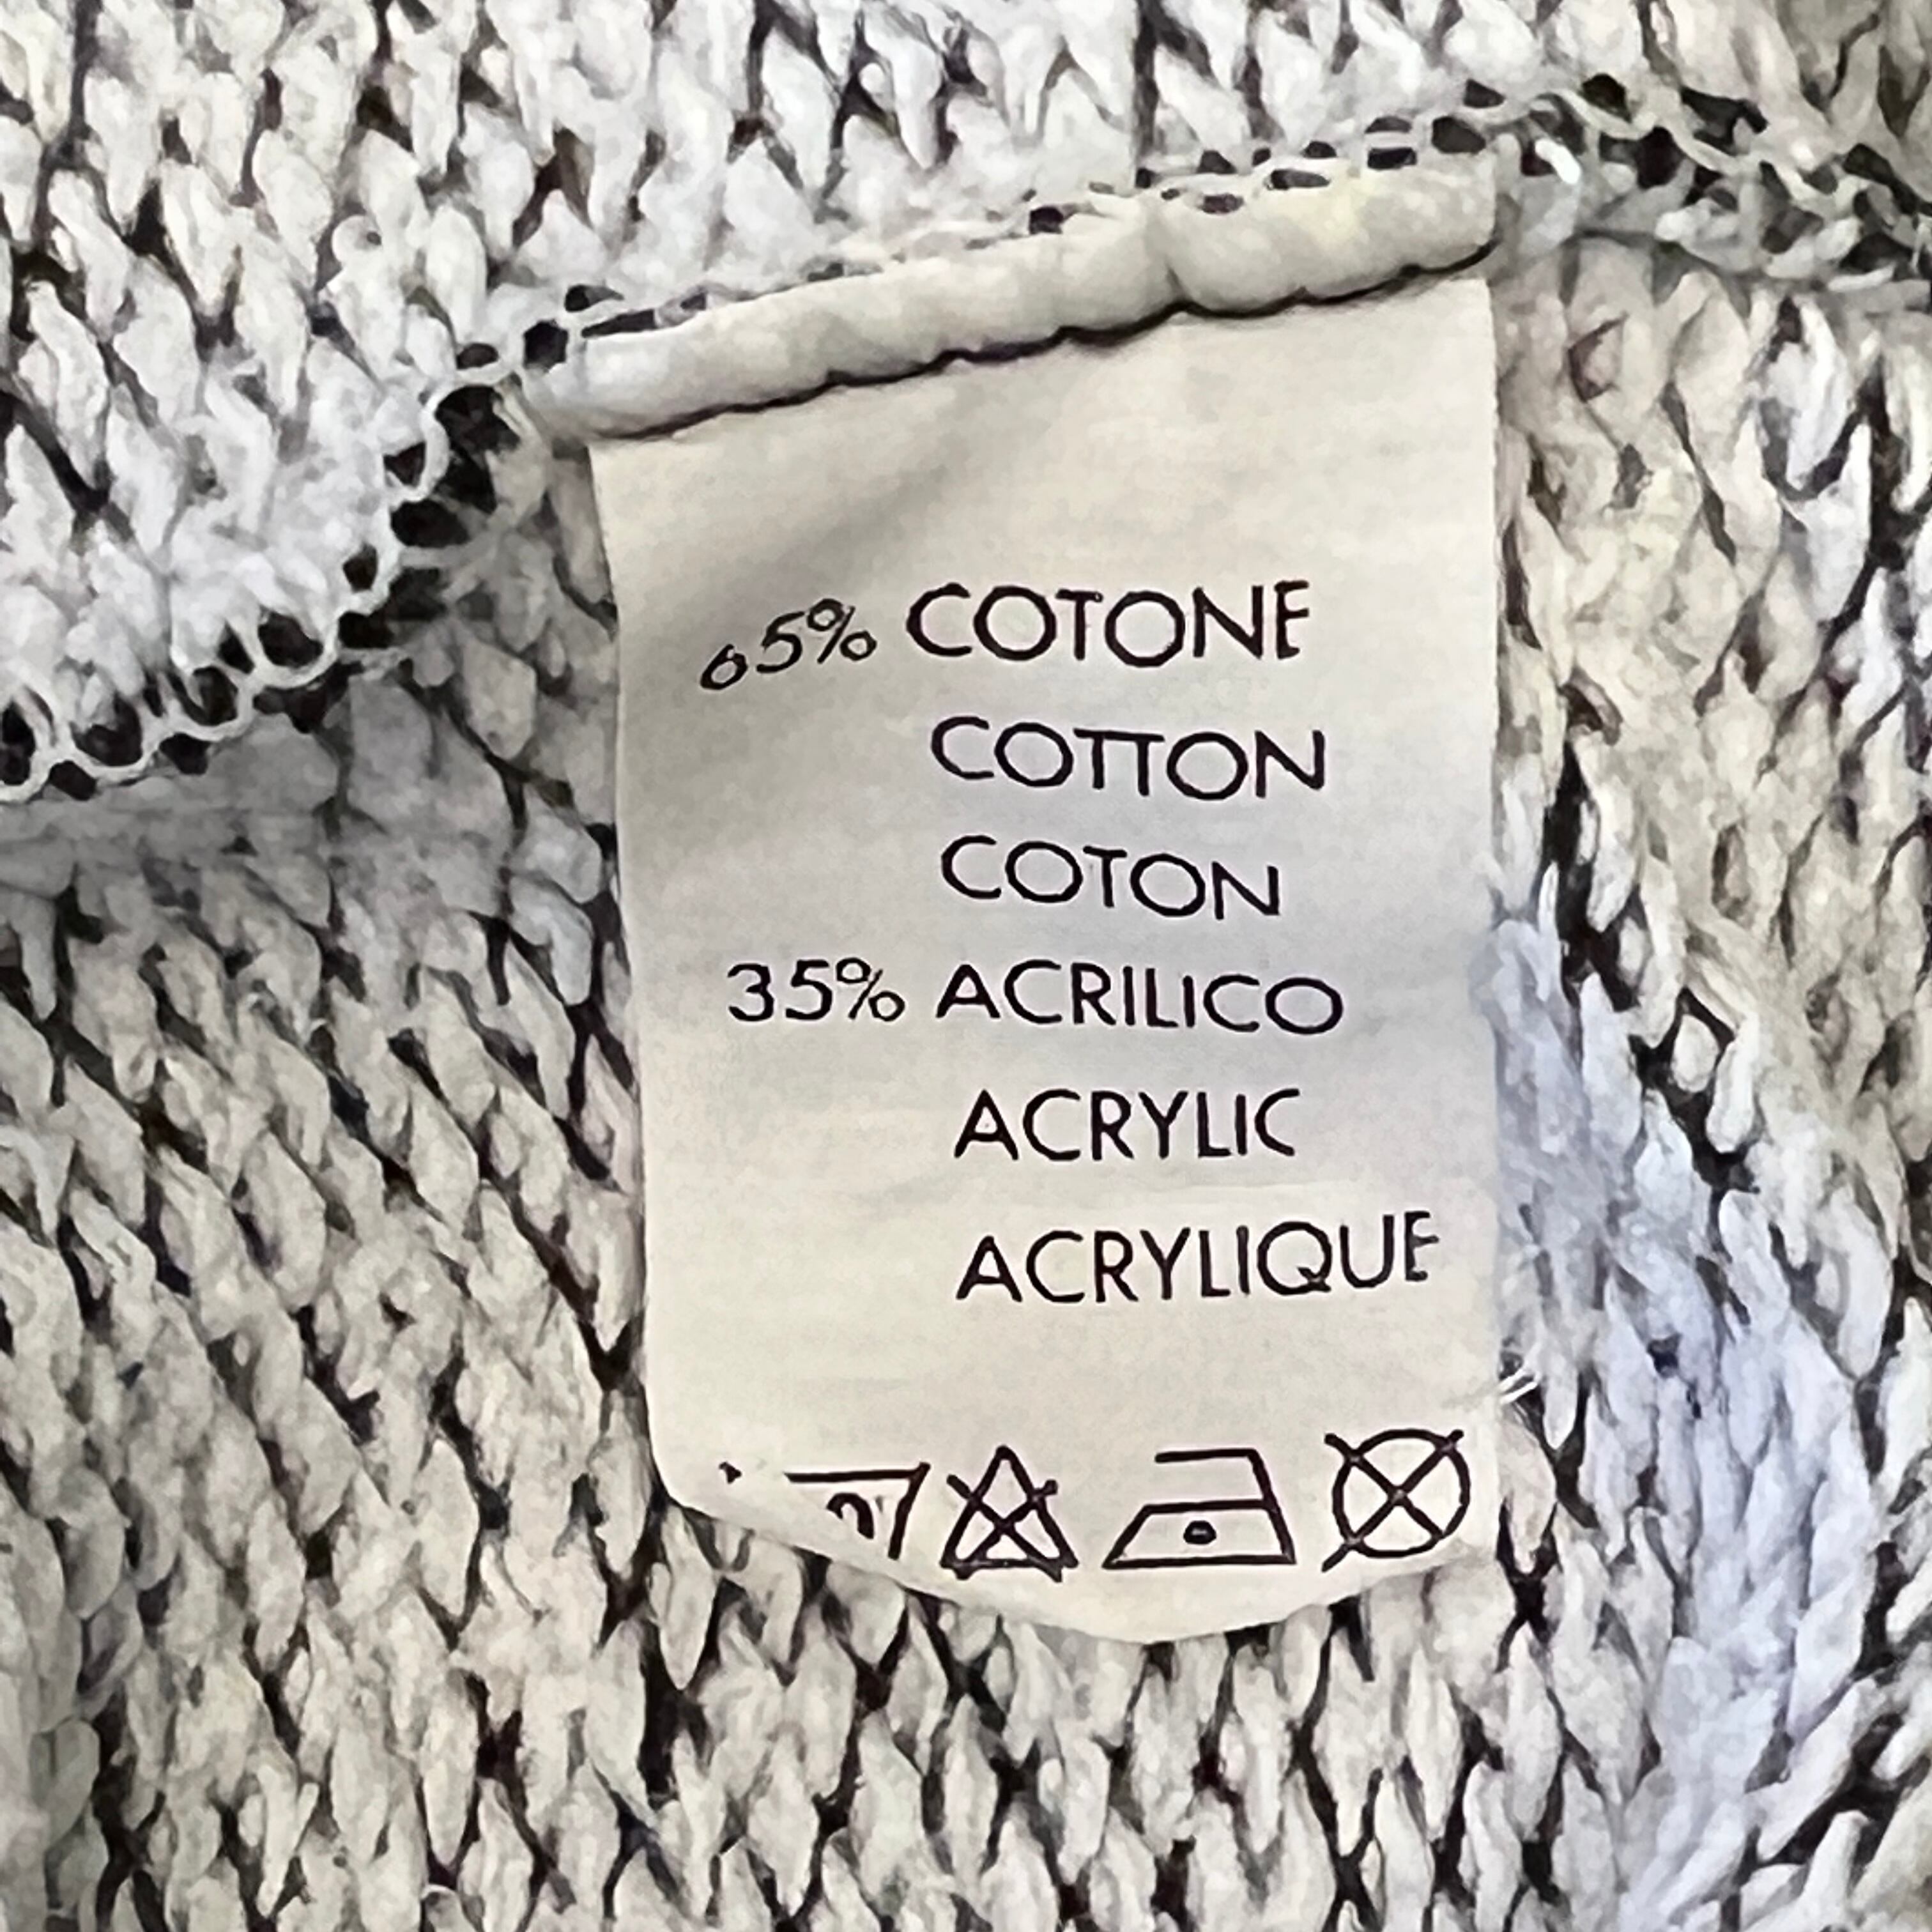 65% COTONE
COTTON
COTON
35% ACRILICO
ACRYLIC
ACRYLIQUE